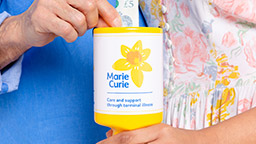 Marie
Curie
Care and support
through terminal illness